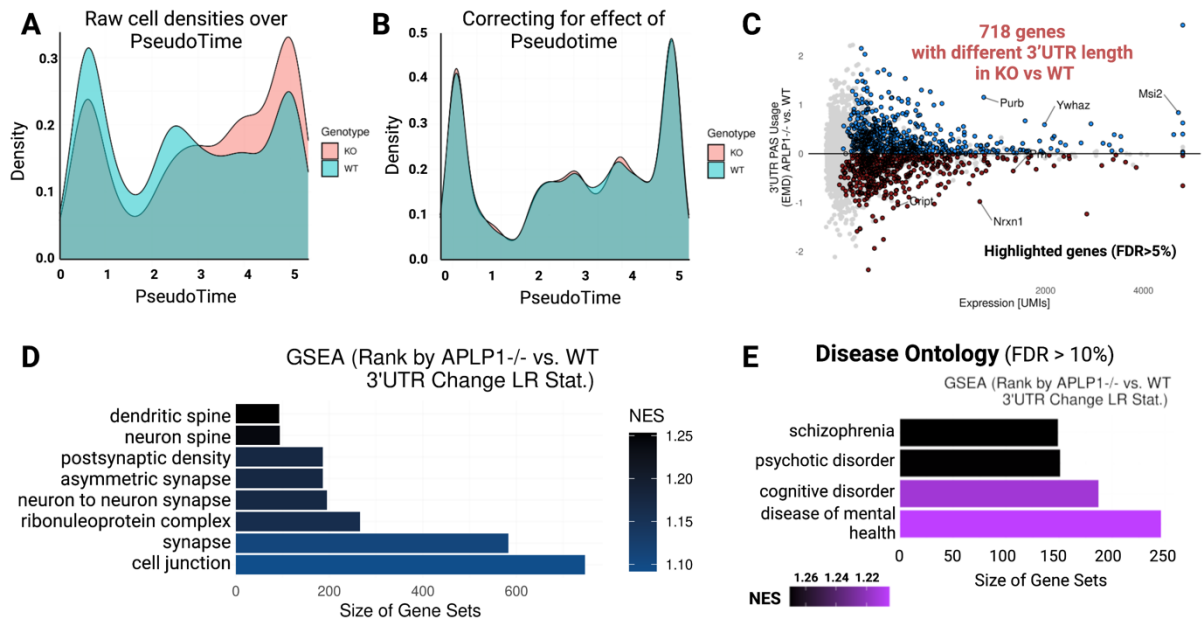 A
Raw cell densities over
PseudoTime
Density
0.3
0.2
0.1
0.0
0 1 2 3 4 5
PseudoTime
Genotype
KO
WT
B
Correcting for effect of
Pseudotime
Density
0.5
0.4
0.3
0.2
0.1
0.0
0 1 2 3 4 5
PseudoTime
Genotype
KO
WT
C
718 genes
with different 3'UTR length
in KO vs WT
3'UTR PAS Usage
(EMD) APLP1-/- vs. WT
2
1
0
-1
-2
Purb
Ywhaz
Msi2
Cript
Nrxn1
Highlighted genes (FDR>5%)
2000 4000
Expression [UMIs]
D
GSEA (Rank by APLP1-/- vs. WT
3'UTR Change LR Stat.)
dendritic spine
neuron spine
postsynaptic density
asymmetric synapse
neuron to neuron synapse
ribonuleoprotein complex
synapse
cell junction
0 200 400 600
Size of Gene Sets
NES
1.25
1.20
1.15
1.10
E
Disease Ontology (FDR > 10%)
GSEA (Rank by APLP1-/- vs. WT
3'UTR Change LR Stat.)
schizophrenia
psychotic disorder
cognitive disorder
disease of mental
health
0 50 100 150 200 250
Size of Gene Sets
NES
1.26 1.24 1.22